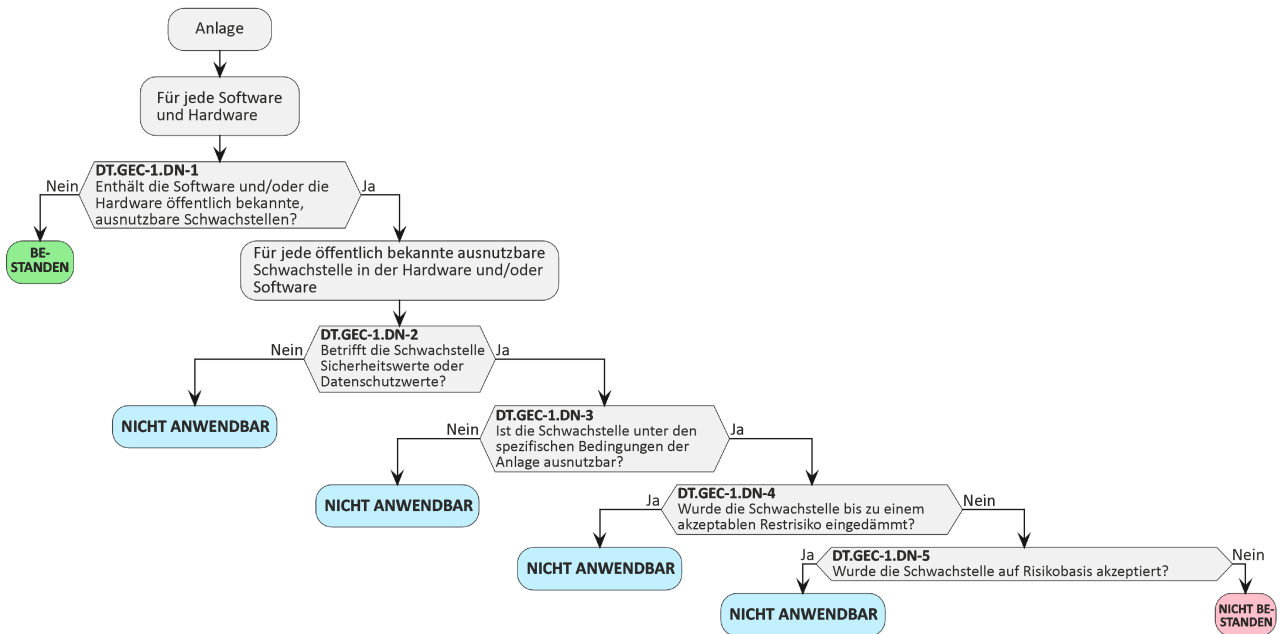 Anlage
Für jede Software
und Hardware
DT.GEC-1.DN-1
Enthält die Software und/oder die
Hardware öffentlich bekannte,
ausnutzbare Schwachstellen?
Nein
Ja
BE-
STANDEN
Für jede öffentlich bekannte ausnutzbare
Schwachstelle in der Hardware und/oder
Software
DT.GEC-1.DN-2
Betrifft die Schwachstelle
Sicherheitswerte oder
Datenschutzwerte?
Nein
Ja
NICHT ANWENDBAR
DT.GEC-1.DN-3
Ist die Schwachstelle unter den
spezifischen Bedingungen der
Anlage ausnutzbar?
Nein
Ja
NICHT ANWENDBAR
DT.GEC-1.DN-4
Wurde die Schwachstelle bis zu einem
akzeptablen Restrisiko eingedämmt?
Ja
Nein
NICHT ANWENDBAR
DT.GEC-1.DN-5
Wurde die Schwachstelle auf Risikobasis akzeptiert?
Ja
Nein
NICHT ANWENDBAR
NICHT BE-
STANDEN